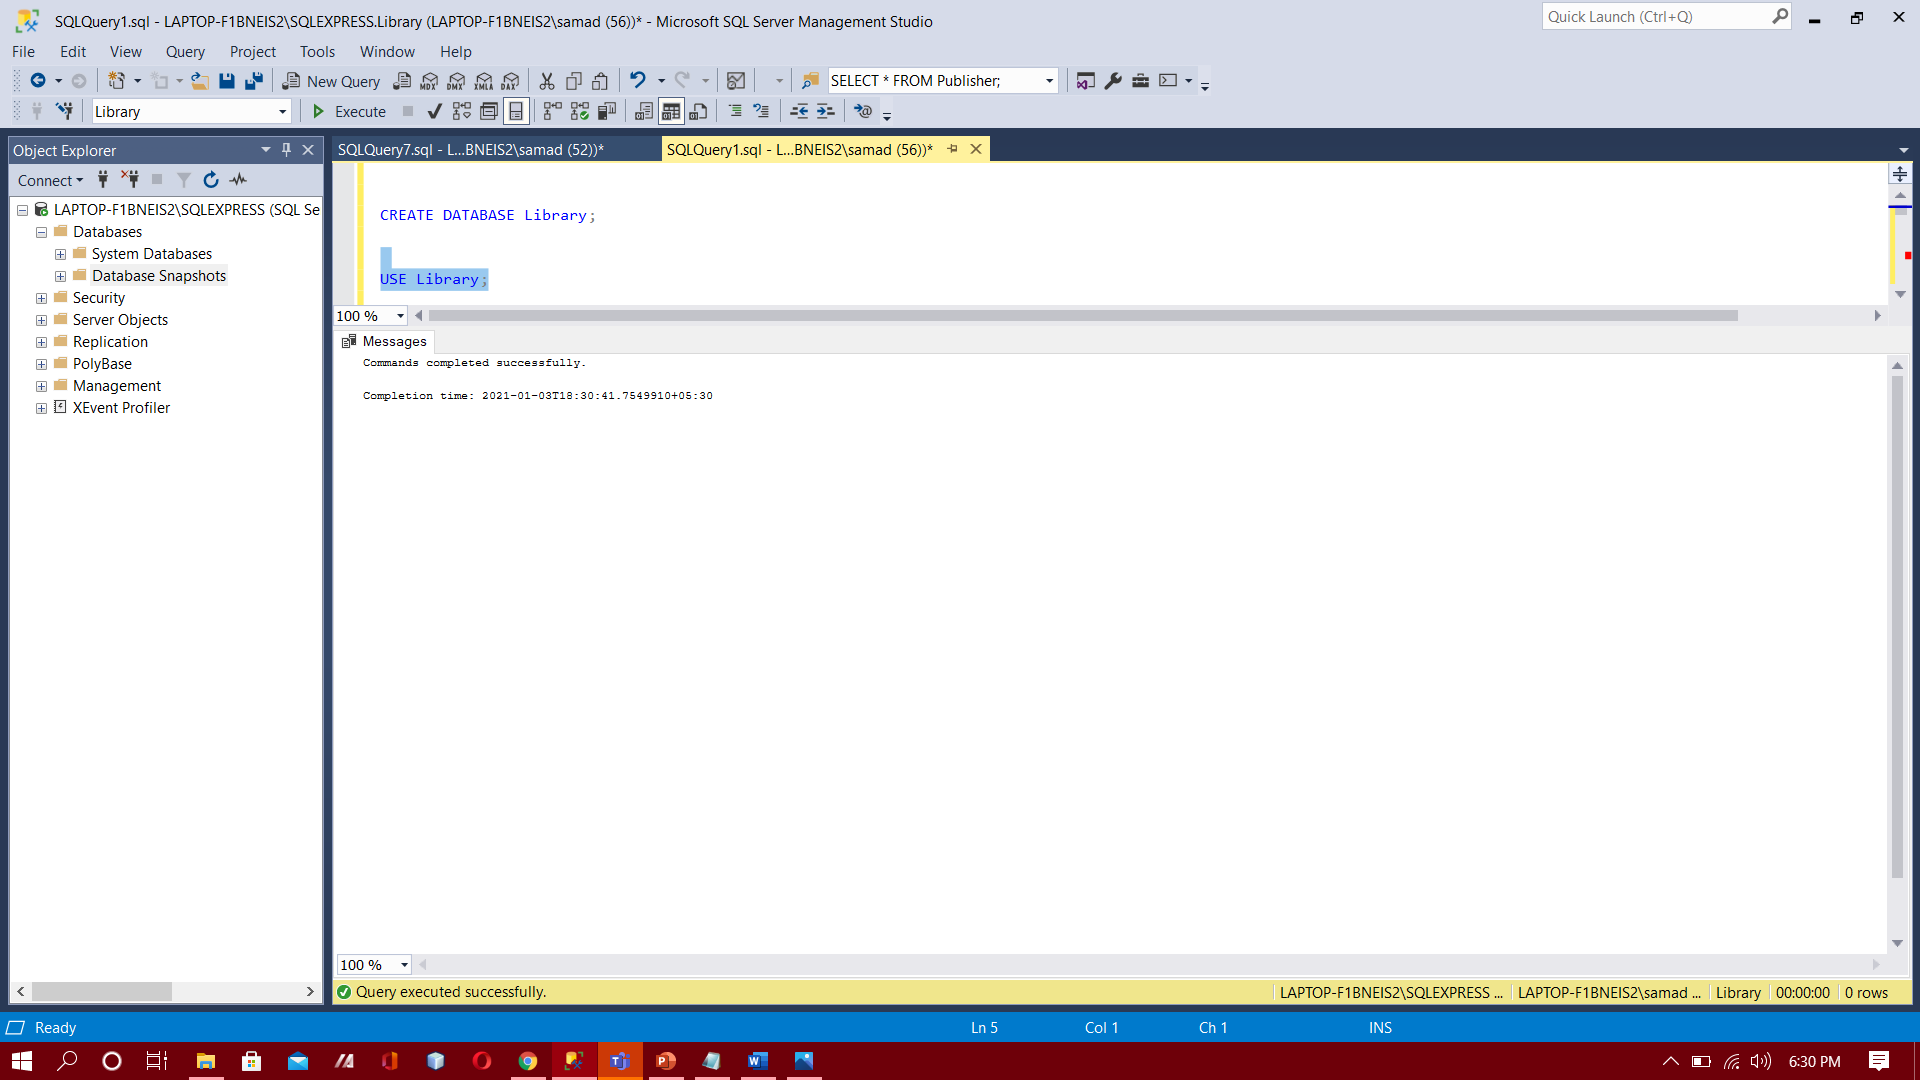 SQLQuery1.sql - LAPTOP-F1BNEIS2\SQLEXPRESS.Library (LAPTOP-F1BNEIS2\samad (56))* - Microsoft SQL Server Management Studio
Quick Launch (Ctrl+Q)
File Edit View Query Project Tools Window Help
New Query MDX DMX XMLA DAX SELECT * FROM Publisher;
Library Execute
Object Explorer
Connect
LAPTOP-F1BNEIS2\SQLEXPRESS (SQL Se
Databases
System Databases
Database Snapshots
Security
Server Objects
Replication
PolyBase
Management
XEvent Profiler
SQLQuery7.sql - L...BNEIS2\samad (52))*
SQLQuery1.sql - L...BNEIS2\samad (56))*
CREATE DATABASE Library;
USE Library;
100 %
Messages
Commands completed successfully.
Completion time: 2021-01-03T18:30:41.7549910+05:30
100 %
Query executed successfully.
LAPTOP-F1BNEIS2\SQLEXPRESS ... LAPTOP-F1BNEIS2\samad ... Library 00:00:00 0 rows
Ready Ln 5 Col 1 Ch 1 INS
6:30 PM